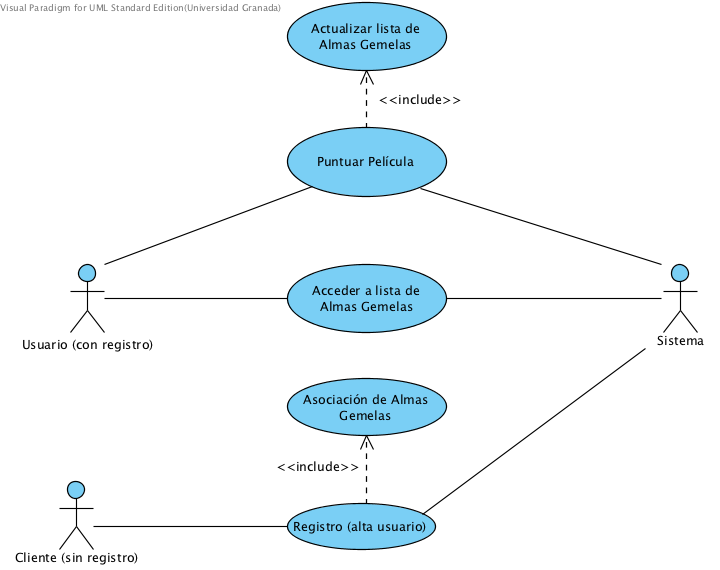 Visual Paradigm for UML Standard Edition(Universidad Granada)
Actualizar lista de
Almas Gemelas
<<include>>
Puntuar Película
Acceder a lista de
Almas Gemelas
Usuario (con registro)
Sistema
Asociación de Almas
Gemelas
<<include>>
Registro (alta usuario)
Cliente (sin registro)